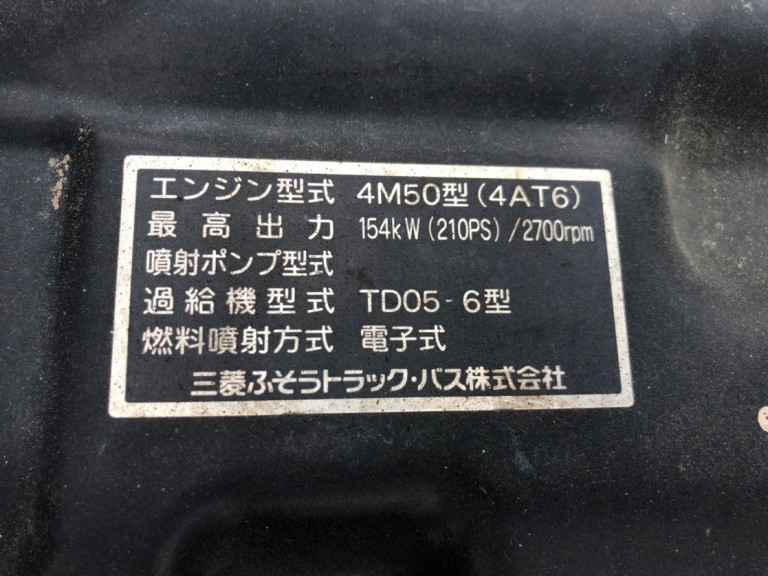 エンジン型式 4M50型(4AT6)
最高出力 154kW(210PS)/2700rpm
噴射ポンプ型式
過給機型式 TD05-6型
燃料噴射方式 電子式
三菱ふそうトラック・バス株式会社